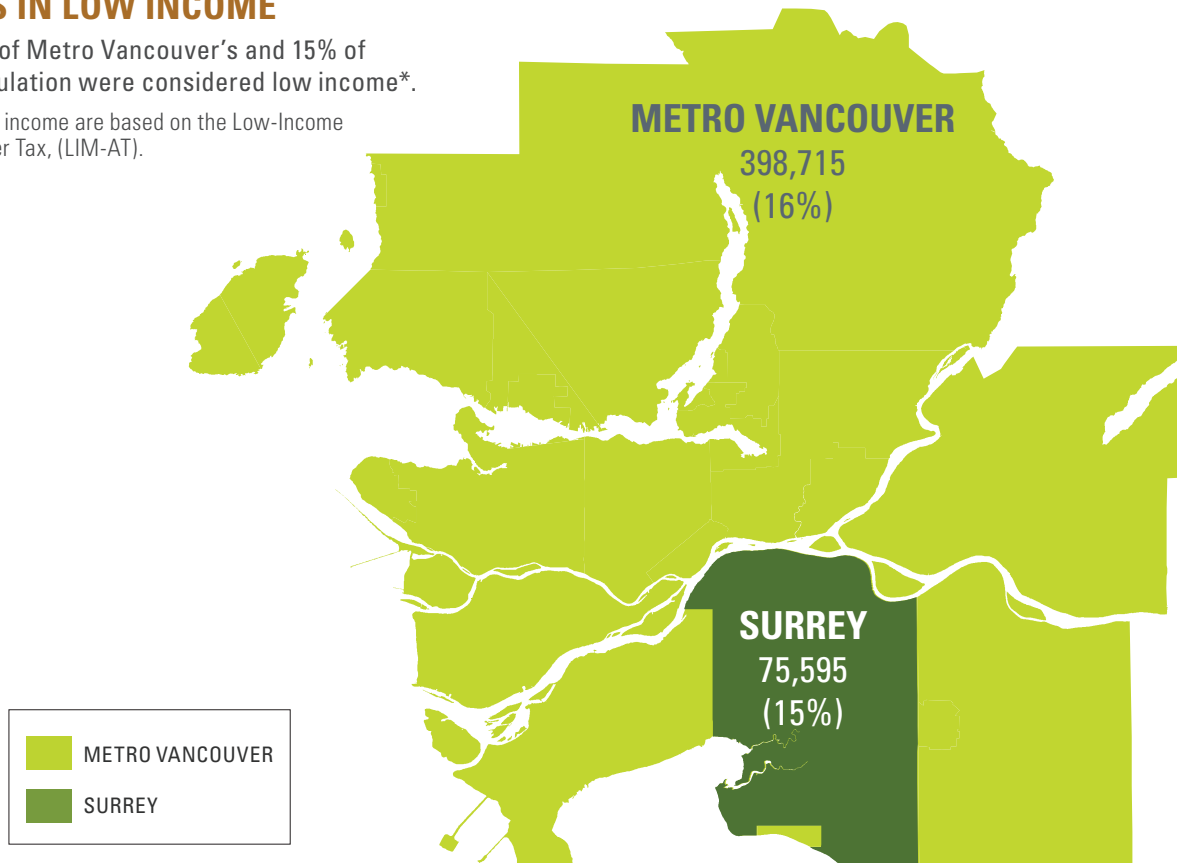 S IN LOW INCOME
of Metro Vancouver’s and 15% of
ulation were considered low income*.
income are based on the Low-Income
er Tax, (LIM-AT).
METRO VANCOUVER
398,715
(16%)
SURREY
75,595
(15%)
METRO VANCOUVER
SURREY